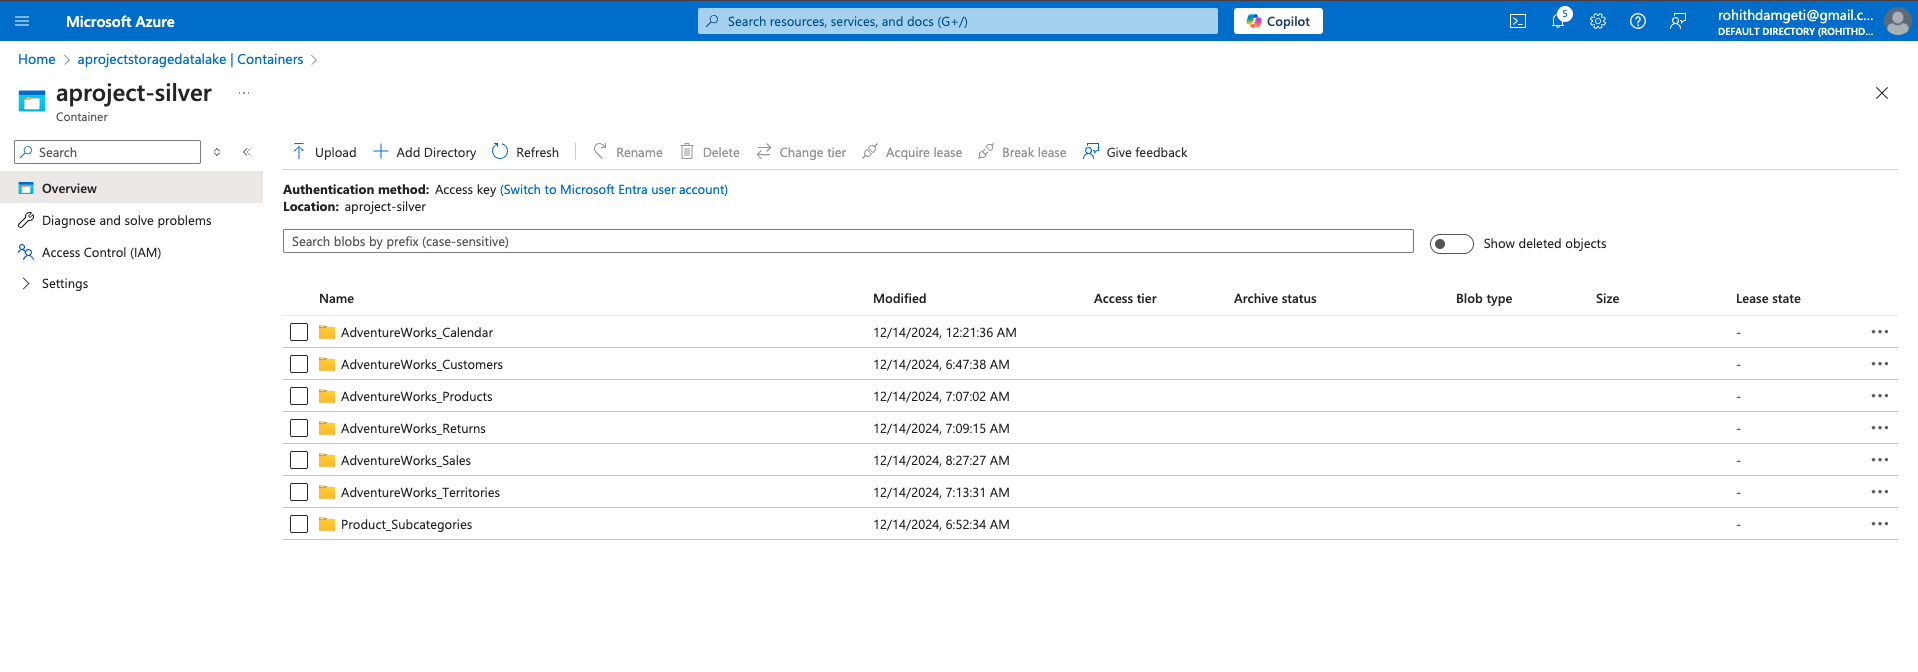 Microsoft Azure
Search resources, services, and docs (G+/)
Copilot
5
rohithdamgeti@gmail.c...
DEFAULT DIRECTORY (ROHITHD...
Home > aprojectstoragedatalake | Containers >
aproject-silver ...
Container
Search
Upload Add Directory Refresh Rename Delete Change tier Acquire lease Break lease Give feedback
Overview
Diagnose and solve problems
Access Control (IAM)
Settings
Authentication method: Access key (Switch to Microsoft Entra user account)
Location: aproject-silver
Search blobs by prefix (case-sensitive)
Show deleted objects
Name Modified Access tier Archive status Blob type Size Lease state
AdventureWorks_Calendar 12/14/2024, 12:21:36 AM - ...
AdventureWorks_Customers 12/14/2024, 6:47:38 AM - ...
AdventureWorks_Products 12/14/2024, 7:07:02 AM - ...
AdventureWorks_Returns 12/14/2024, 7:09:15 AM - ...
AdventureWorks_Sales 12/14/2024, 8:27:27 AM - ...
AdventureWorks_Territories 12/14/2024, 7:13:31 AM - ...
Product_Subcategories 12/14/2024, 6:52:34 AM - ...